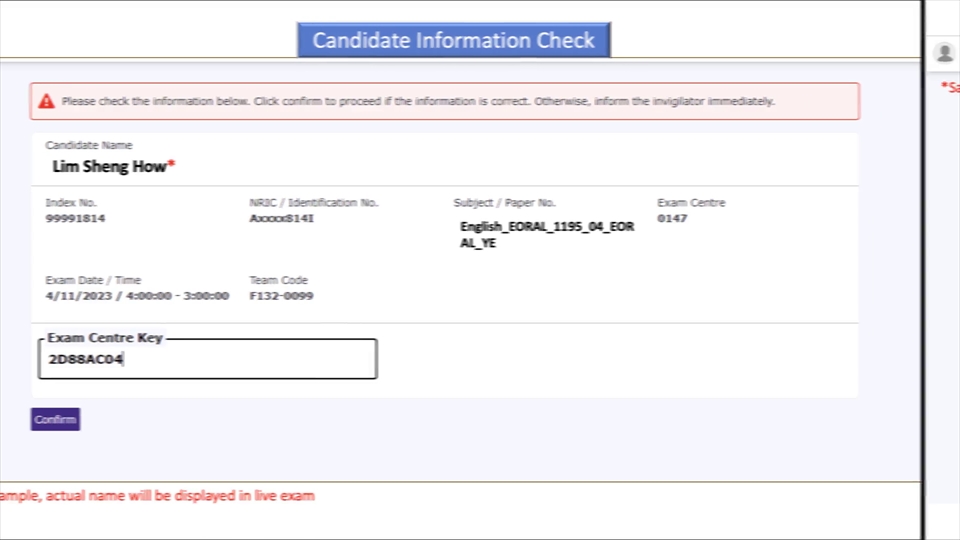 Candidate Information Check
Please check the information below. Click confirm to proceed if the information is correct. Otherwise, inform the invigilator immediately.
Candidate Name
Lim Sheng How*
Index No. NRIC / Identification No. Subject / Paper No. Exam Centre
99991814 Axxxx814I English_EORAL_1195_04_EOR 0147
AL_YE
Exam Date / Time Team Code
4/11/2023 / 4:00:00 - 3:00:00 F132-0099
Exam Centre Key
2D88AC04
Confirm
ample, actual name will be displayed in live exam
*Sa